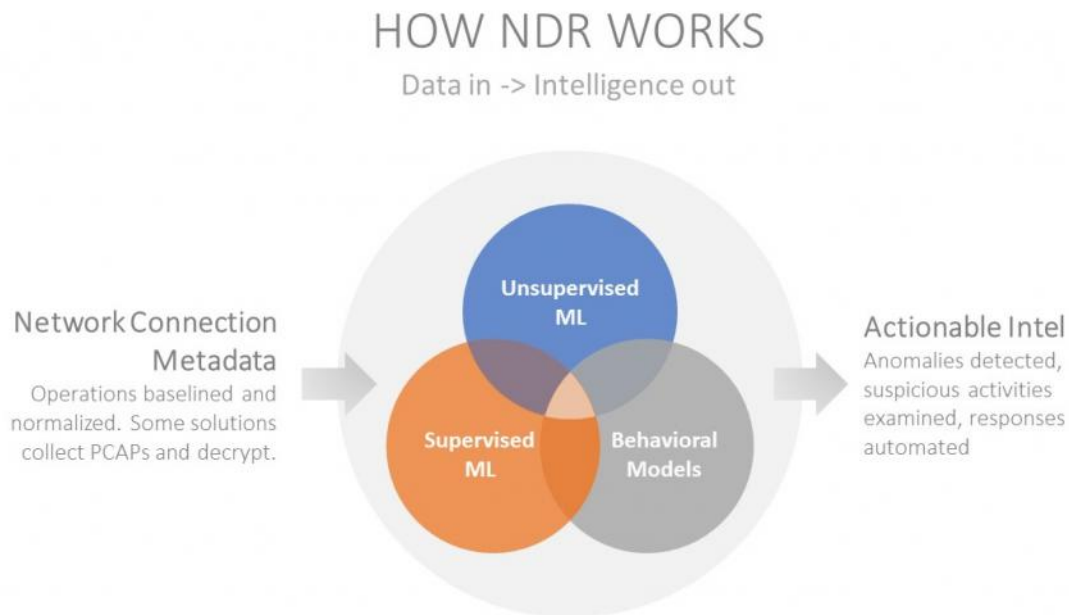 HOW NDR WORKS
Data in -> Intelligence out
Network Connection
Metadata
Operations baselined and
normalized. Some solutions
collect PCAPs and decrypt.
Unsupervised
ML
Supervised
ML
Behavioral
Models
Actionable Intel
Anomalies detected,
suspicious activities
examined, responses
automated